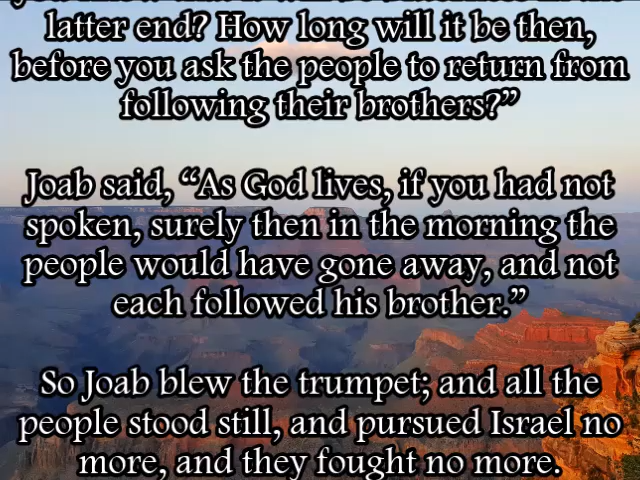 latter end? How long will it be then,
before you ask the people to return from
following their brothers?”
Joab said, “As God lives, if you had not
spoken, surely then in the morning the
people would have gone away, and not
each followed his brother.”
So Joab blew the trumpet; and all the
people stood still, and pursued Israel no
more, and they fought no more.